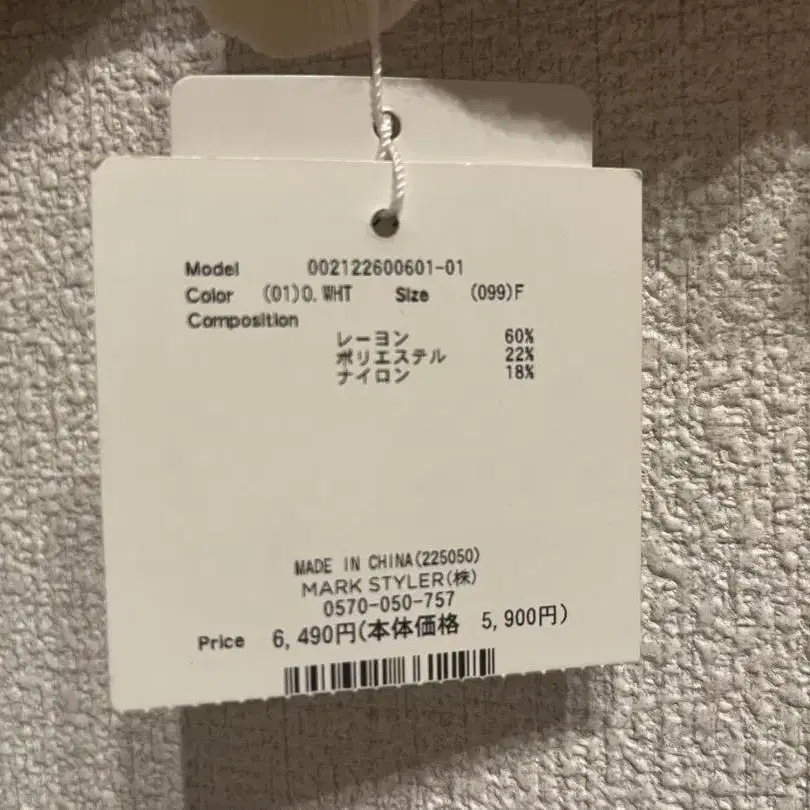 Model 002122600601-01
Color (01)O.WHT Size (099)F
Composition
レーヨン 60%
ポリエステル 22%
ナイロン 18%
MADE IN CHINA(225050)
MARK STYLER(株)
0570-050-757
Price 6,490円(本体価格 5,900円)